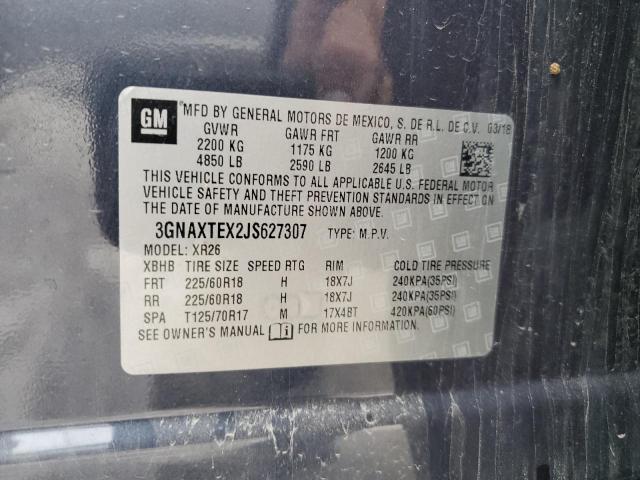 GM
MFD BY GENERAL MOTORS DE MEXICO, S. DE R.L. DE C.V. 03/18
GVWR GAWR FRT GAWR RR
2200 KG 1175 KG 1200 KG
4850 LB 2590 LB 2645 LB
THIS VEHICLE CONFORMS TO ALL APPLICABLE U.S. FEDERAL MOTOR
VEHICLE SAFETY AND THEFT PREVENTION STANDARDS IN EFFECT ON
THE DATE OF MANUFACTURE SHOWN ABOVE.
3GNAXTEX2JS627307 TYPE: M.P.V.
MODEL: XR26
XBHB TIRE SIZE SPEED RTG RIM COLD TIRE PRESSURE
FRT 225/60R18 H 18X7J 240KPA(35PSI)
RR 225/60R18 H 18X7J 240KPA(35PSI)
SPA T125/70R17 M 17X4BT 420KPA(60PSI)
SEE OWNER'S MANUAL FOR MORE INFORMATION.